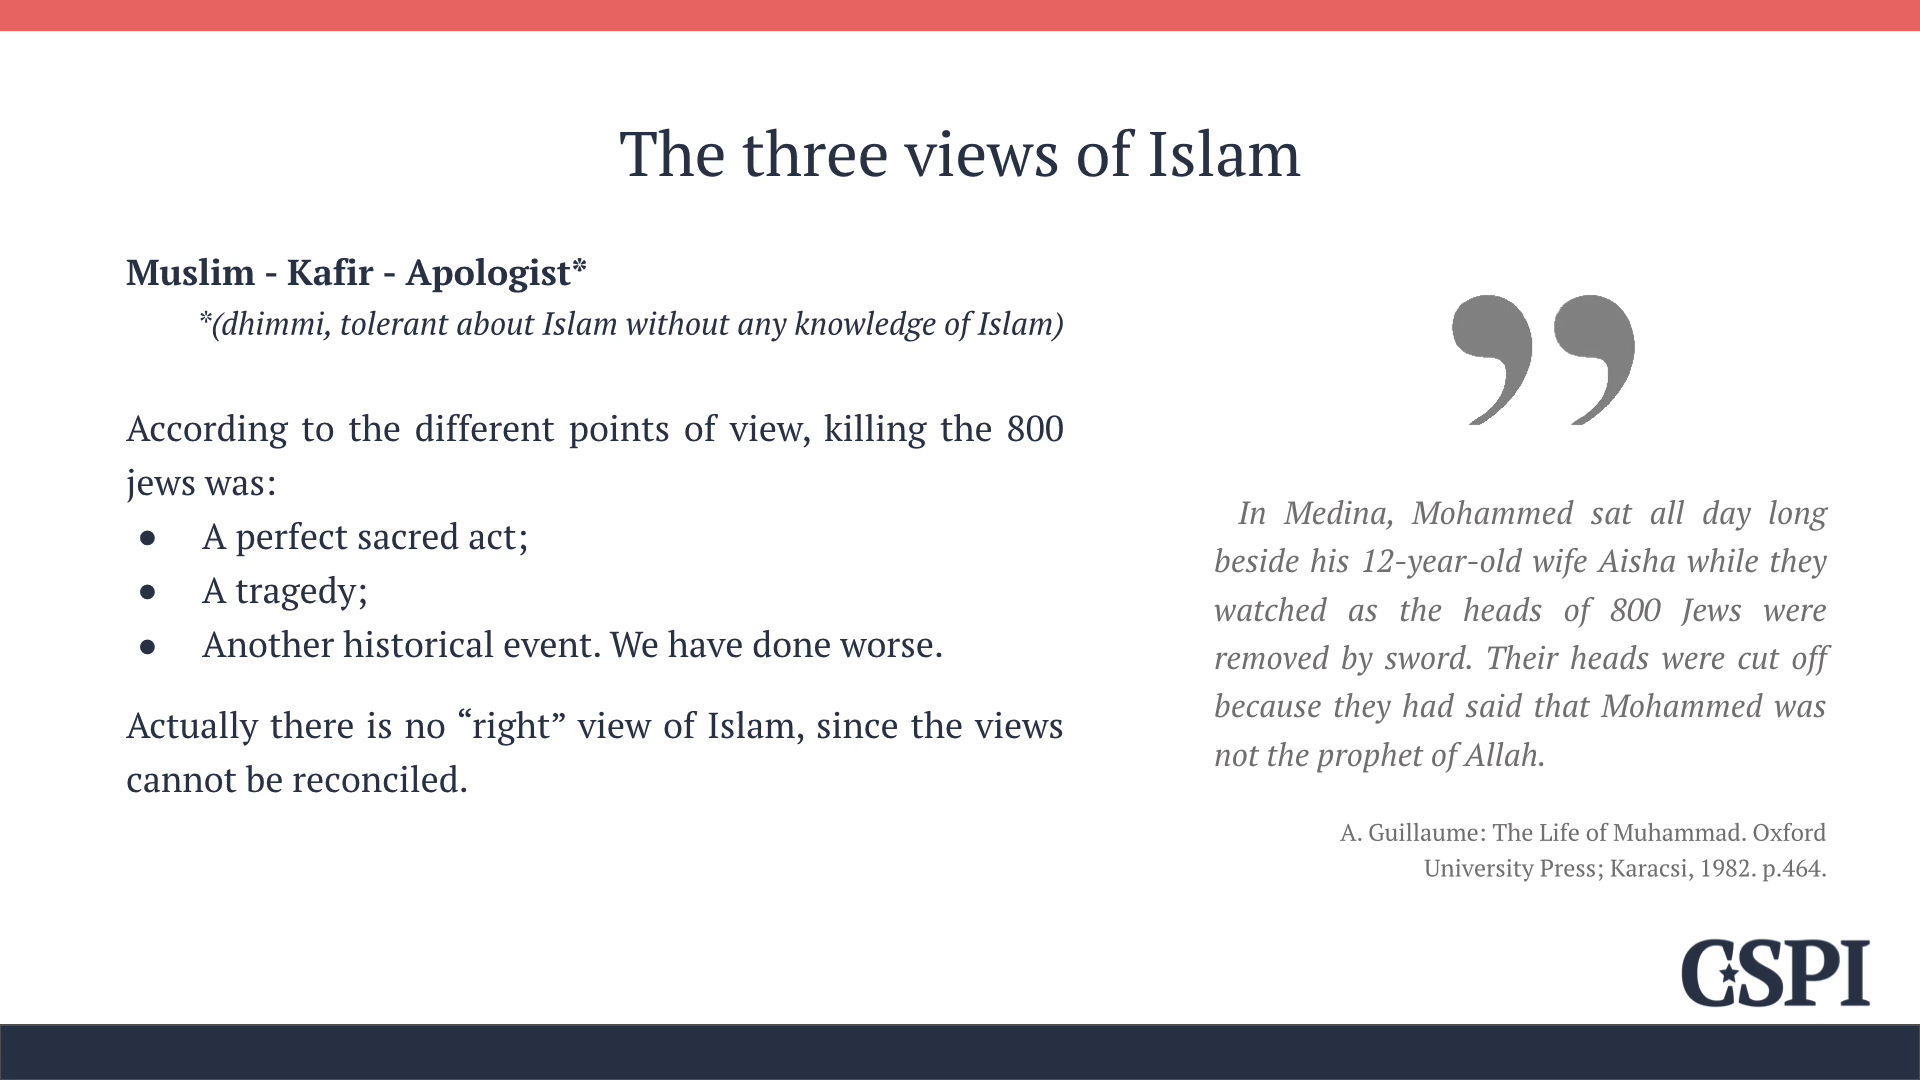 The three views of Islam
Muslim - Kafir - Apologist*
*(dhimmi, tolerant about Islam without any knowledge of Islam)
According to the different points of view, killing the 800
jews was:
● A perfect sacred act;
● A tragedy;
● Another historical event. We have done worse.
Actually there is no “right” view of Islam, since the views
cannot be reconciled.
”
In Medina, Mohammed sat all day long
beside his 12-year-old wife Aisha while they
watched as the heads of 800 Jews were
removed by sword. Their heads were cut off
because they had said that Mohammed was
not the prophet of Allah.
A. Guillaume: The Life of Muhammad. Oxford
University Press; Karacsi, 1982. p.464.
CSPI